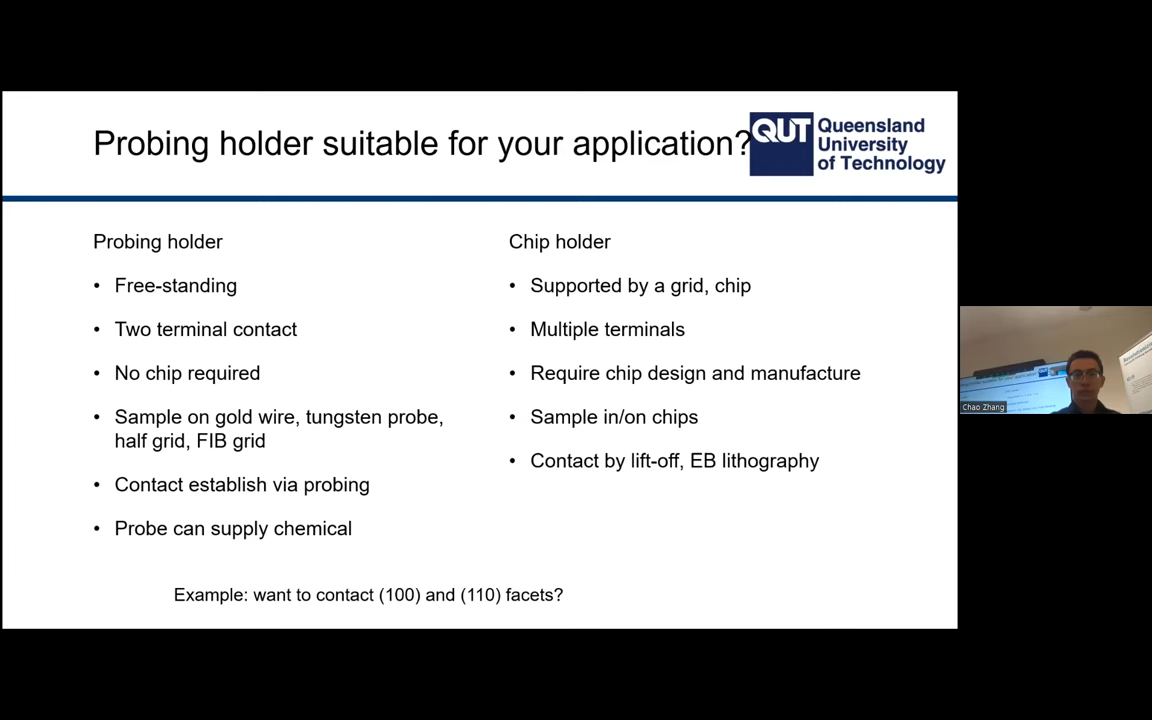 Probing holder suitable for your application?
QUT
Queensland
University
of Technology
Probing holder
• Free-standing
• Two terminal contact
• No chip required
• Sample on gold wire, tungsten probe,
half grid, FIB grid
• Contact establish via probing
• Probe can supply chemical
Chip holder
• Supported by a grid, chip
• Multiple terminals
• Require chip design and manufacture
• Sample in/on chips
• Contact by lift-off, EB lithography
Example: want to contact (100) and (110) facets?
Chao Zhang